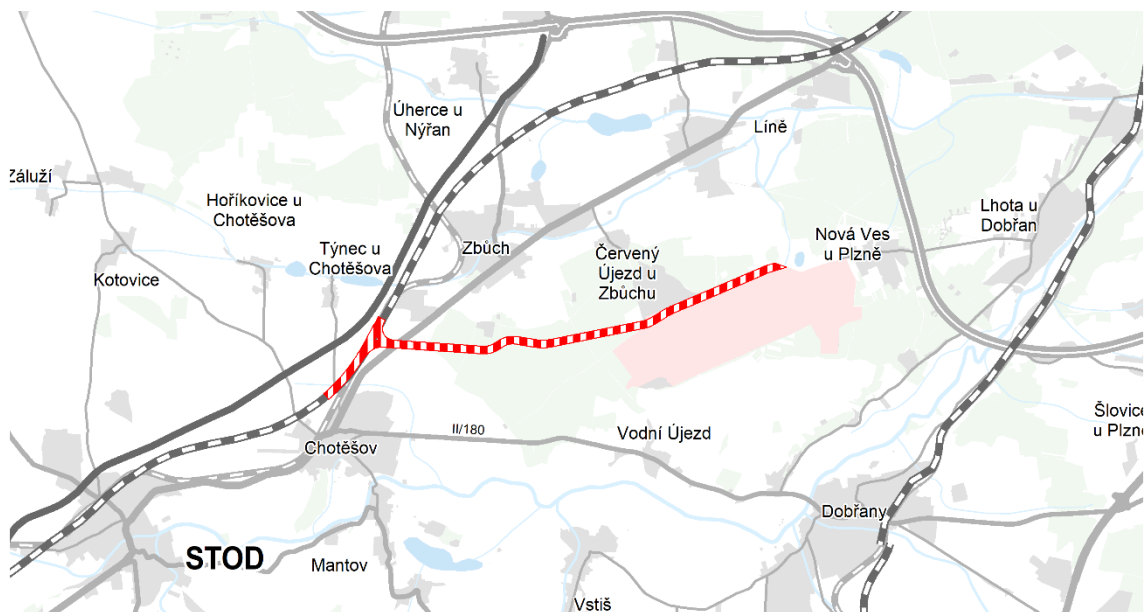 Úherce u
Nýřan
Líně
Záluží
Hoříkovice u
Chotěšova
Lhota u
Dobřan
Týnec u
Chotěšova
Zbůch
Nová Ves
u Plzně
Červený
Újezd u
Zbůchu
Kotovice
Šlovice
u Plzně
II/180
Vodní Újezd
Chotěšov
Dobřany
STOD
Mantov
Vstiš